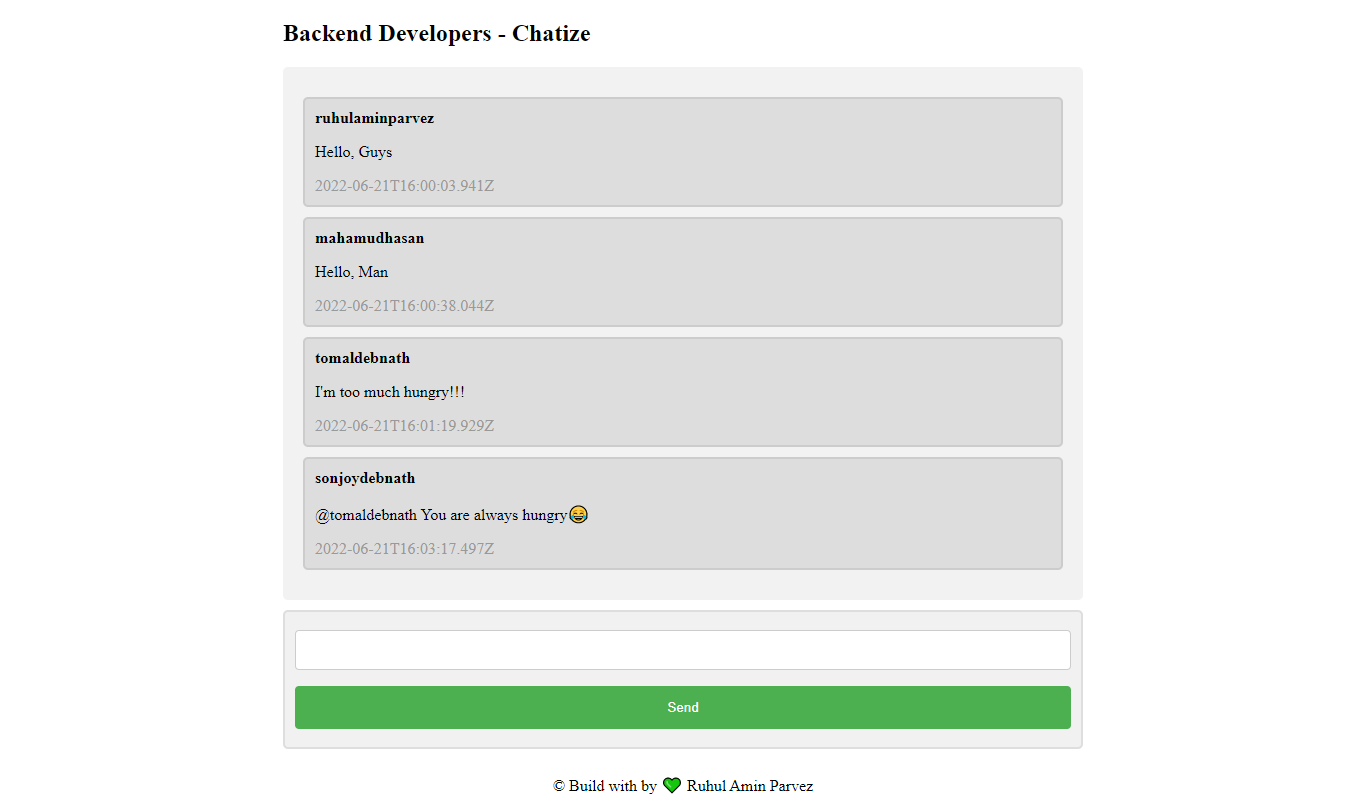 Backend Developers - Chatize
ruhulaminparvez
Hello, Guys
2022-06-21T16:00:03.941Z
mahamudhasan
Hello, Man
2022-06-21T16:00:38.044Z
tomaldebnath
I'm too much hungry!!!
2022-06-21T16:01:19.929Z
sonjoydebnath
@tomaldebnath You are always hungry😂
2022-06-21T16:03:17.497Z
Send
© Build with by 💚 Ruhul Amin Parvez